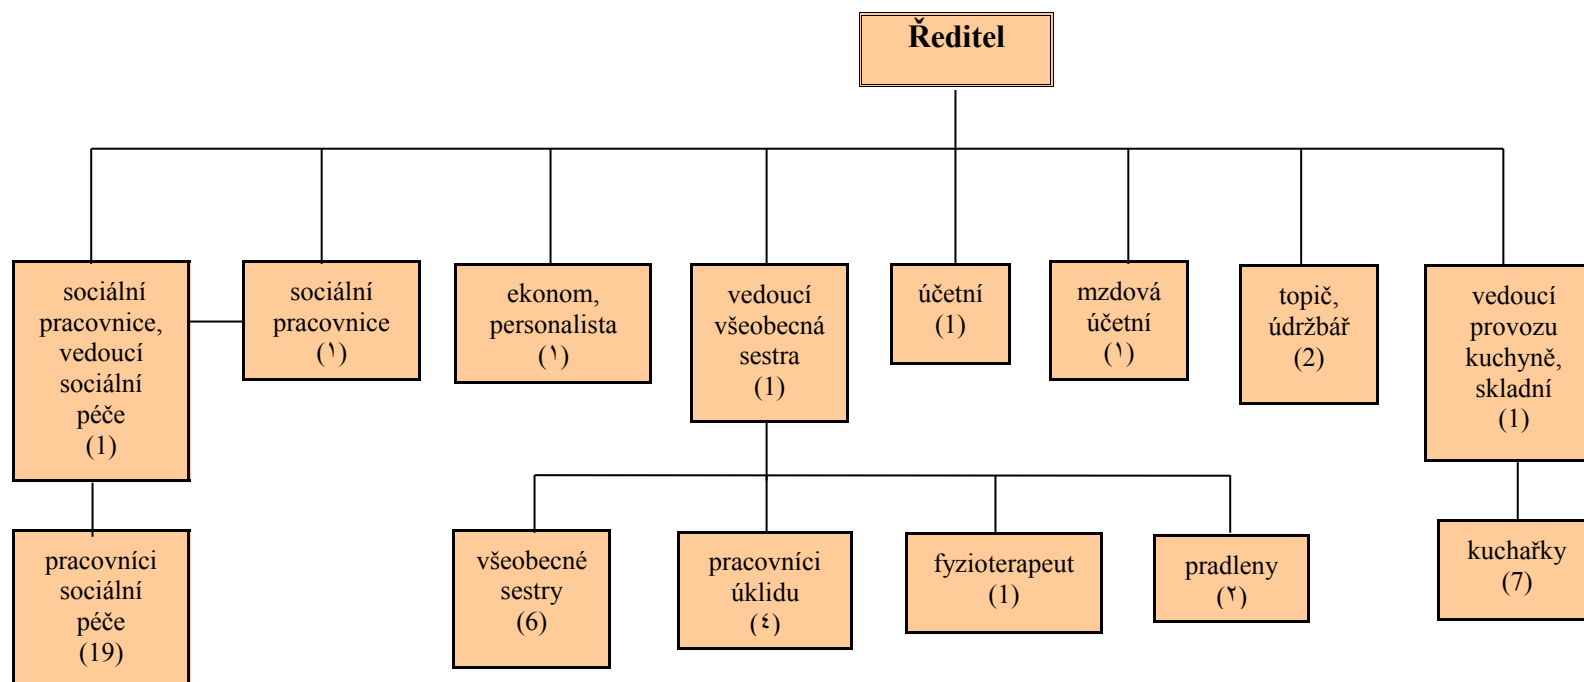 Ředitel
sociální
pracovnice,
vedoucí
sociální
péče
(1)
sociální
pracovnice
(١)
ekonom,
personalista
(١)
vedoucí
všeobecná
sestra
(1)
účetní
(1)
mzdová
účetní
(١)
topič,
údržbář
(2)
vedoucí
provozu
kuchyně,
skladní
(1)
pracovníci
sociální
péče
(19)
všeobecné
sestry
(6)
pracovníci
úklidu
(٤)
fyzioterapeut
(1)
pradleny
(٢)
kuchařky
(7)